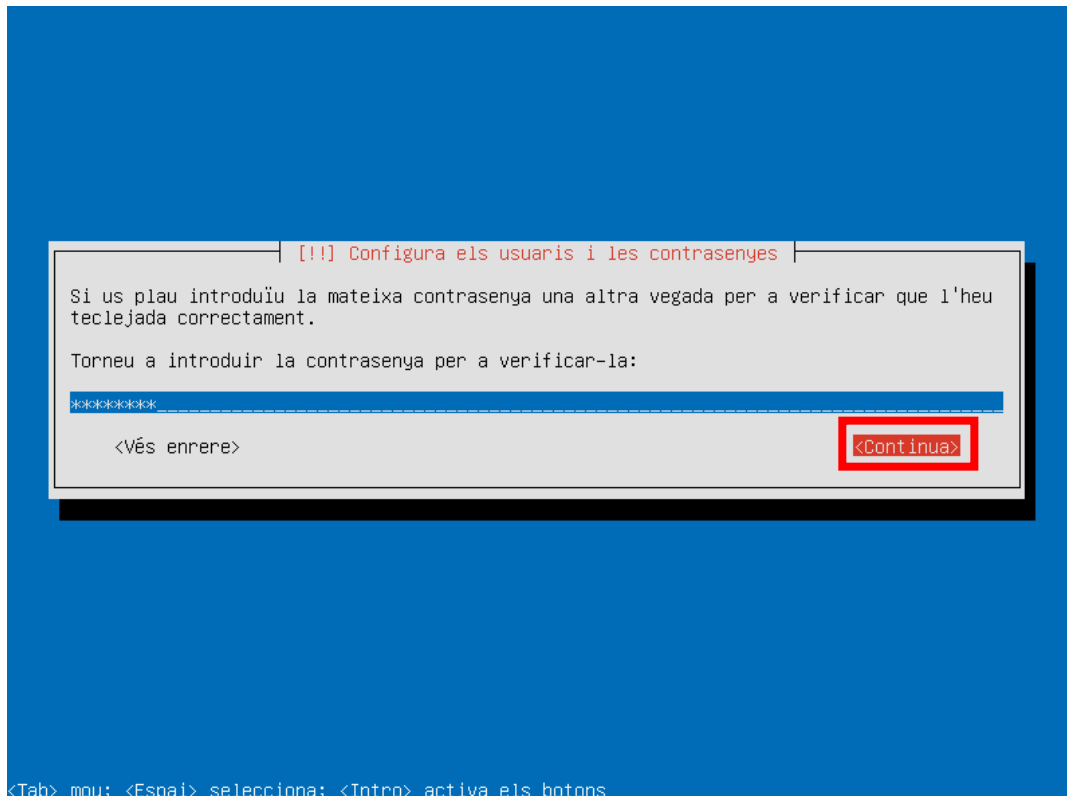 [!!] Configura els usuaris i les contrasenyes
Si us plau introduïu la mateixa contrasenya una altra vegada per a verificar que l'heu
teclejada correctament.
Torneu a introduir la contrasenya per a verificar-la:
********
<Vés enrere> <Continua>
<Tab> mou; <Espai> selecciona; <Intro> activa els botons